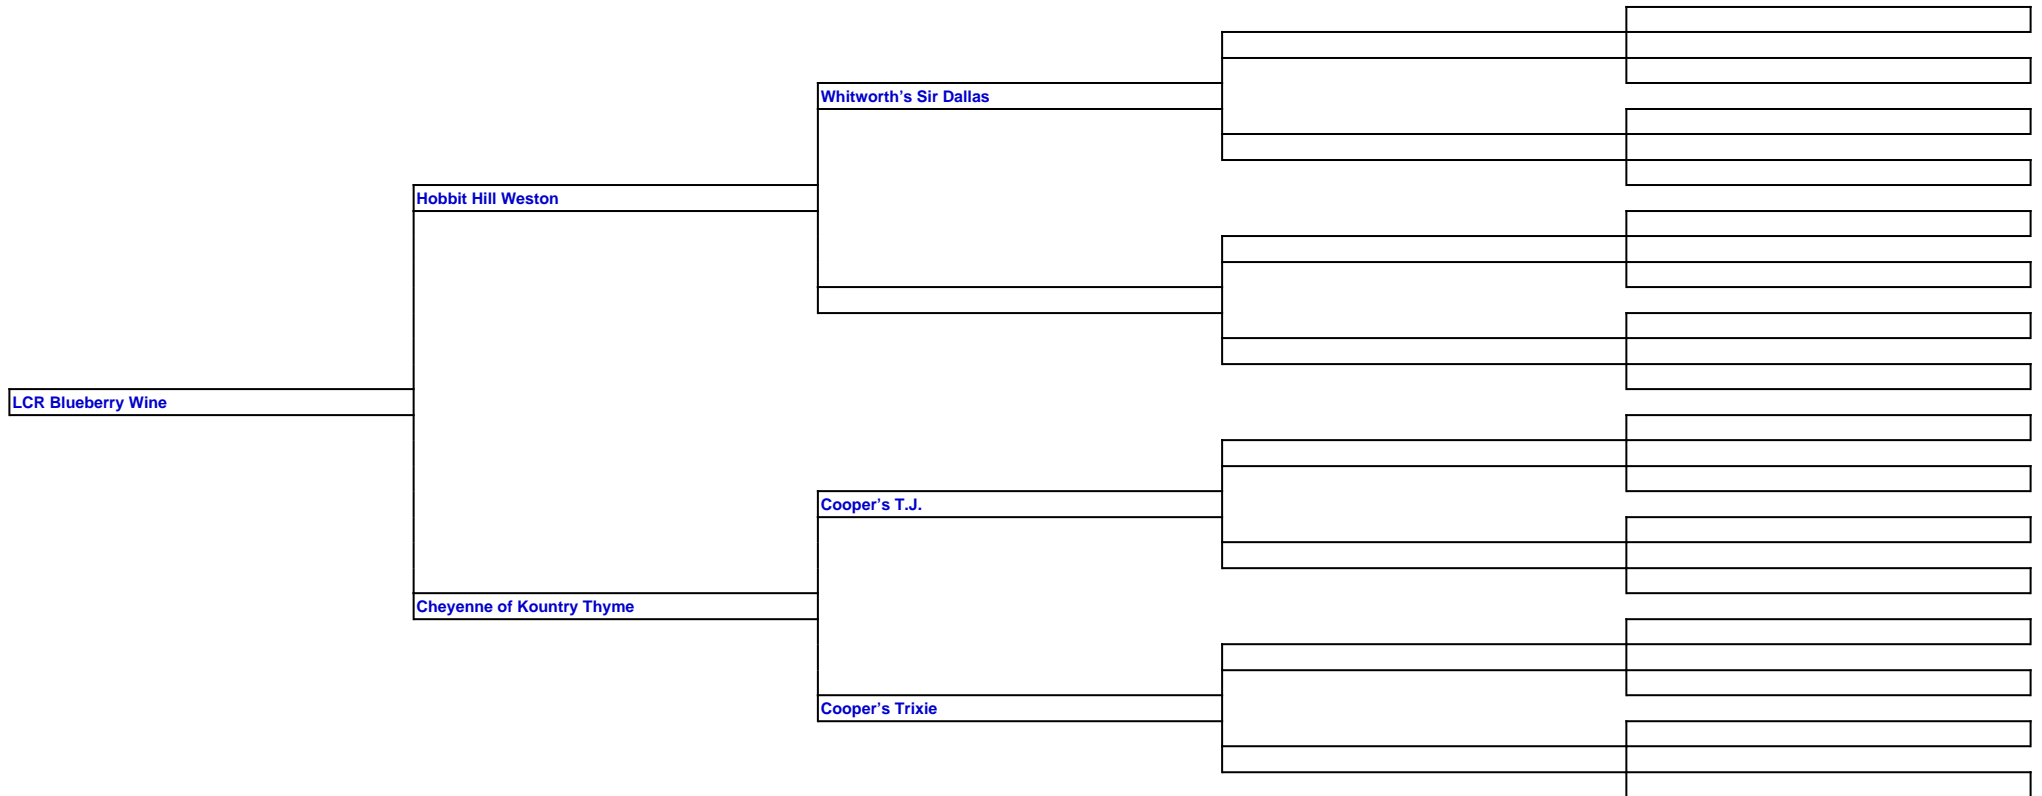 Whitworth’s Sir Dallas
Hobbit Hill Weston
LCR Blueberry Wine
Cooper’s T.J.
Cheyenne of Kountry Thyme
Cooper’s Trixie